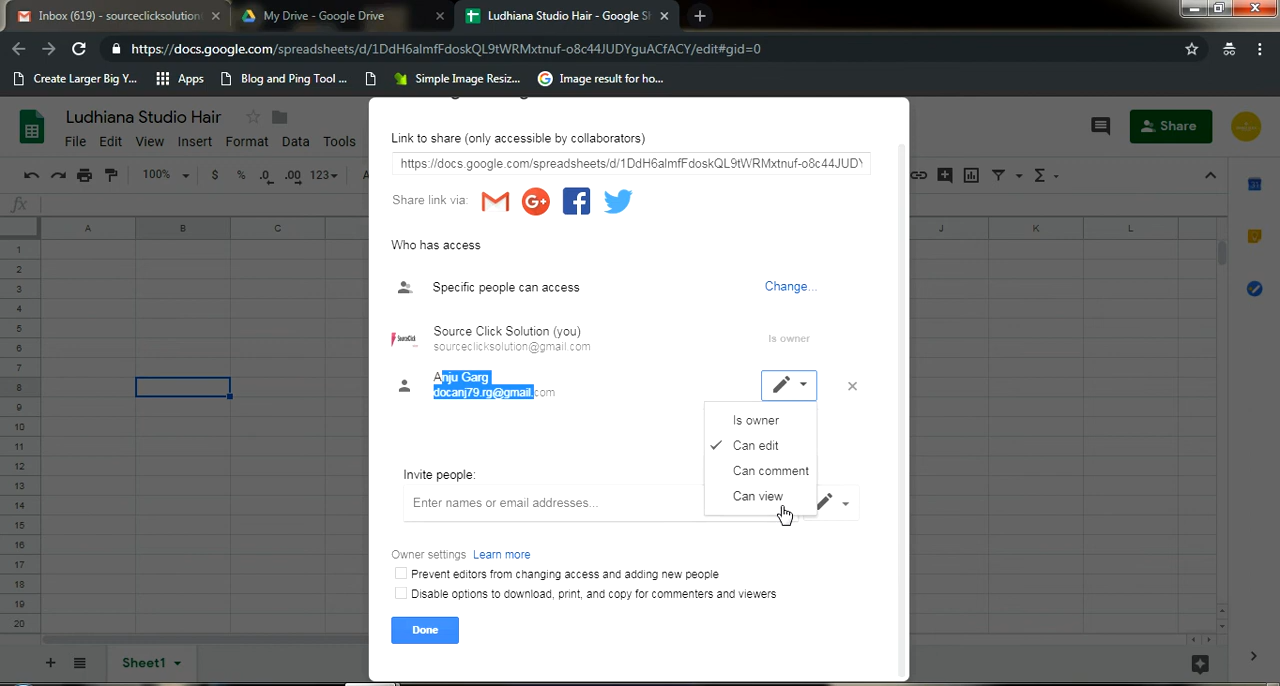 Inbox (619) - sourceclicksolution
My Drive - Google Drive
Ludhiana Studio Hair - Google Sh
https://docs.google.com/spreadsheets/d/1DdH6almfFdoskQL9tWRMxtnuf-o8c44JUDYguACfACY/edit#gid=0
Create Larger Big Y...
Apps
Blog and Ping Tool ...
Simple Image Resiz...
Image result for ho...
Ludhiana Studio Hair
File Edit View Insert Format Data Tools
Share
100% $ % .0 .00 123
fx
A B C J K L
1
2
3
4
5
6
7
8
9
10
11
12
13
14
15
16
17
18
19
20
Link to share (only accessible by collaborators)
https://docs.google.com/spreadsheets/d/1DdH6almfFdoskQL9tWRMxtnuf-o8c44JUDY
Share link via:
Who has access
Specific people can access
Change...
Source Click Solution (you)
sourceclicksolution@gmail.com
Is owner
Anju Garg
docanj79.rg@gmail.com
Is owner
Can edit
Can comment
Can view
Invite people:
Enter names or email addresses...
Owner settings Learn more
Prevent editors from changing access and adding new people
Disable options to download, print, and copy for commenters and viewers
Done
Sheet1